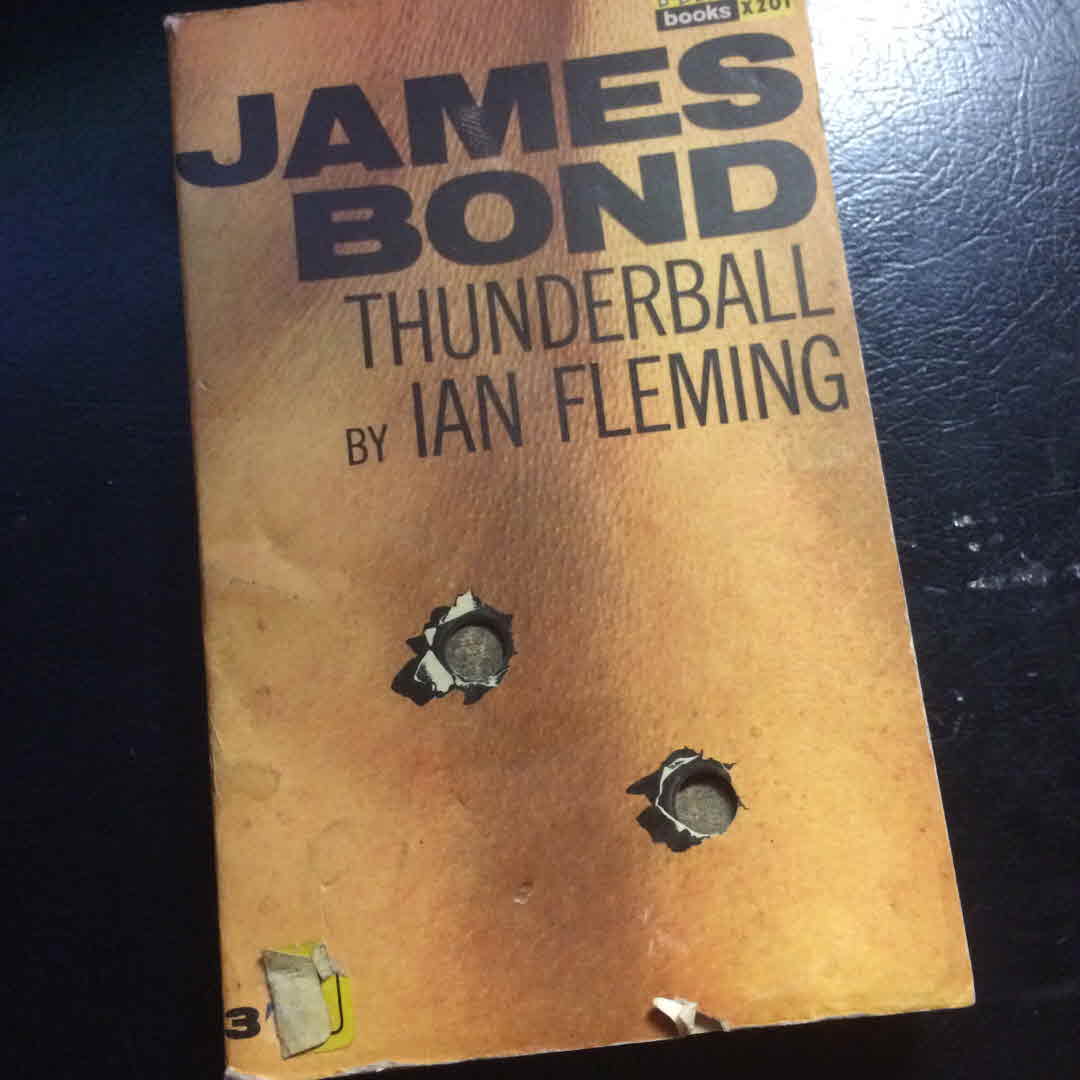 books X201
JAMES
BOND
THUNDERBALL
BY IAN FLEMING
3'